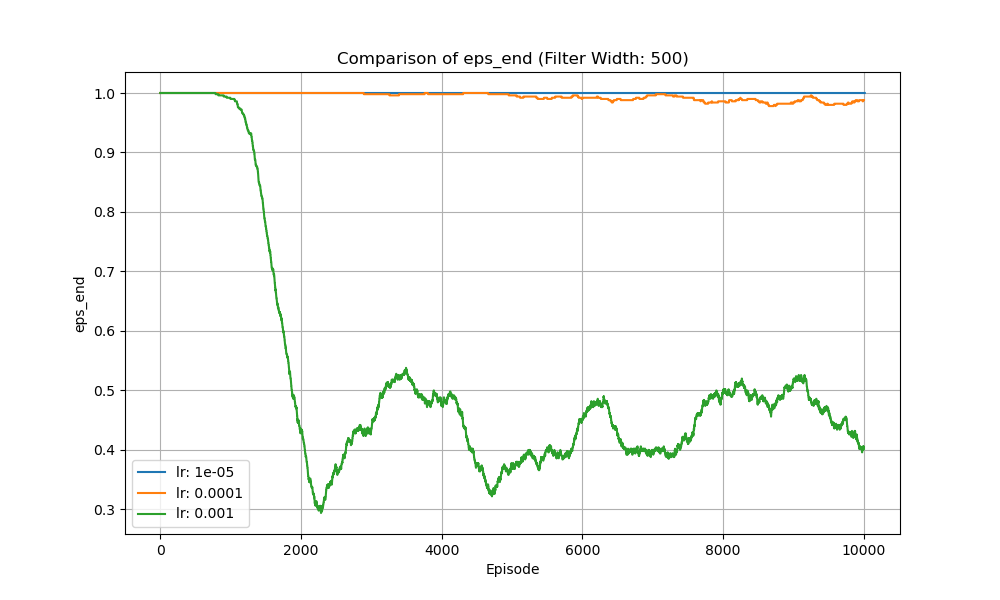 Comparison of eps_end (Filter Width: 500)
1.0
0.9
0.8
0.7
0.6
0.5
0.4
0.3
eps_end
lr: 1e-05
lr: 0.0001
lr: 0.001
0 2000 4000 6000 8000 10000
Episode